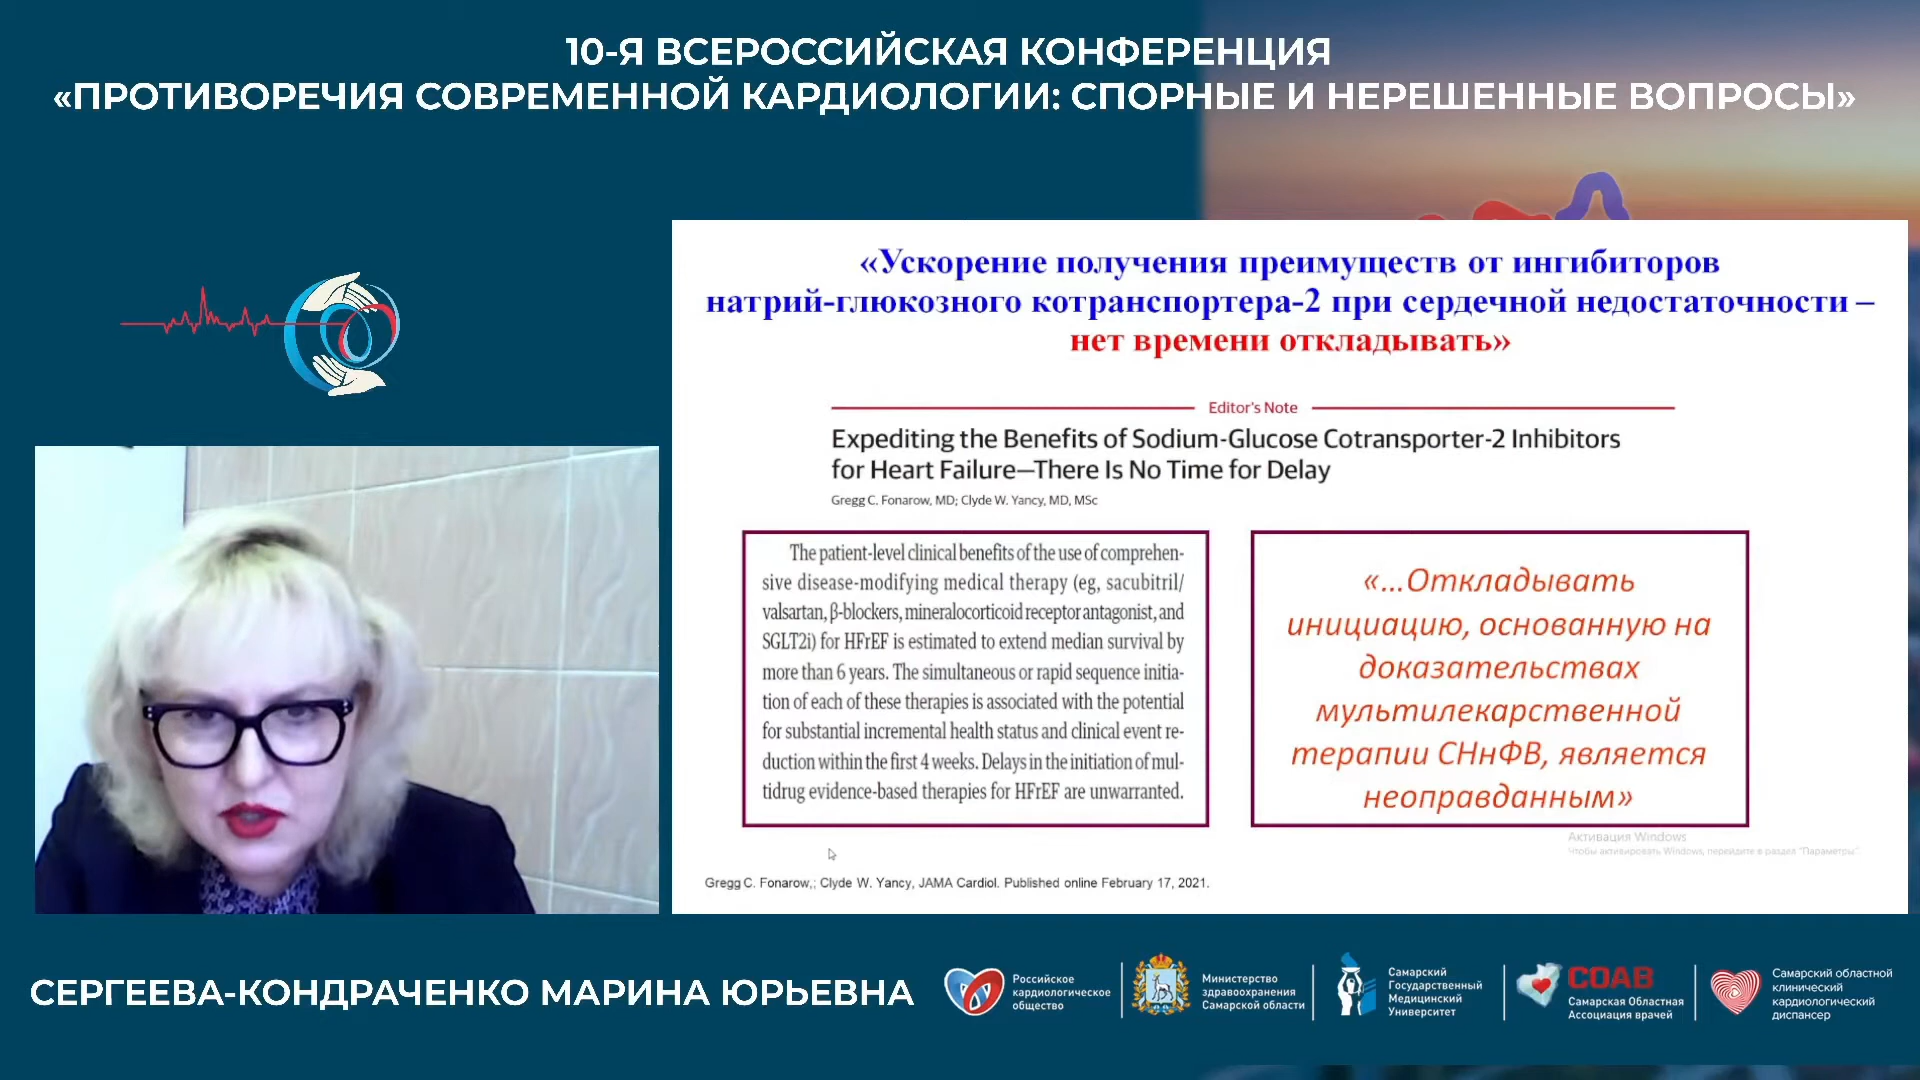 10-Я ВСЕРОССИЙСКАЯ КОНФЕРЕНЦИЯ
«ПРОТИВОРЕЧИЯ СОВРЕМЕННОЙ КАРДИОЛОГИИ: СПОРНЫЕ И НЕРЕШЕННЫЕ ВОПРОСЫ»
«Ускорение получения преимуществ от ингибиторов
натрий-глюкозного котранспортера-2 при сердечной недостаточности –
нет времени откладывать»
Editor's Note
Expediting the Benefits of Sodium-Glucose Cotransporter-2 Inhibitors
for Heart Failure—There Is No Time for Delay
Gregg C. Fonarow, MD; Clyde W. Yancy, MD, MSc
The patient-level clinical benefits of the use of comprehen-
sive disease-modifying medical therapy (eg, sacubitril/
valsartan, β-blockers, mineralocorticoid receptor antagonist, and
SGLT2i) for HFrEF is estimated to extend median survival by
more than 6 years. The simultaneous or rapid sequence initia-
tion of each of these therapies is associated with the potential
for substantial incremental health status and clinical event re-
duction within the first 4 weeks. Delays in the initiation of mul-
tidrug evidence-based therapies for HFrEF are unwarranted.
«...Откладывать
инициацию, основанную на
доказательствах
мультилекарственной
терапии СНнФВ, является
неоправданным»
Активация Windows
Чтобы активировать Windows, перейдите в раздел "Параметры".
Gregg C. Fonarow,; Clyde W. Yancy, JAMA Cardiol. Published online February 17, 2021.
СЕРГЕЕВА-КОНДРАЧЕНКО МАРИНА ЮРЬЕВНА
Российское
кардиологическое
общество
Министерство
здравоохранения
Самарской области
Самарский
Государственный
Медицинский
Университет
СОАВ
Самарская Областная
Ассоциация врачей
Самарский областной
клинический
кардиологический
диспансер